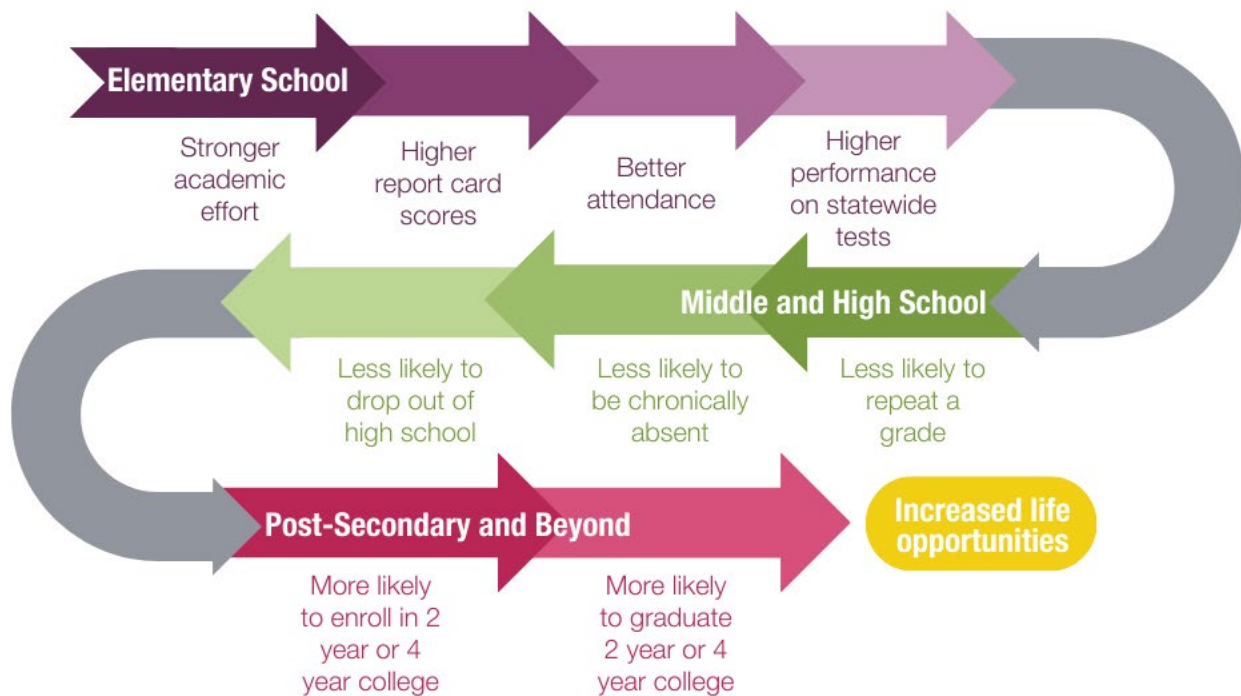 Elementary School
Stronger
academic
effort
Higher
report card
scores
Better
attendance
Higher
performance
on statewide
tests
Middle and High School
Less likely to
repeat a
grade
Less likely to
be chronically
absent
Less likely to
drop out of
high school
Post-Secondary and Beyond
More likely
to enroll in 2
year or 4
year college
More likely
to graduate
2 year or 4
year college
Increased life
opportunities